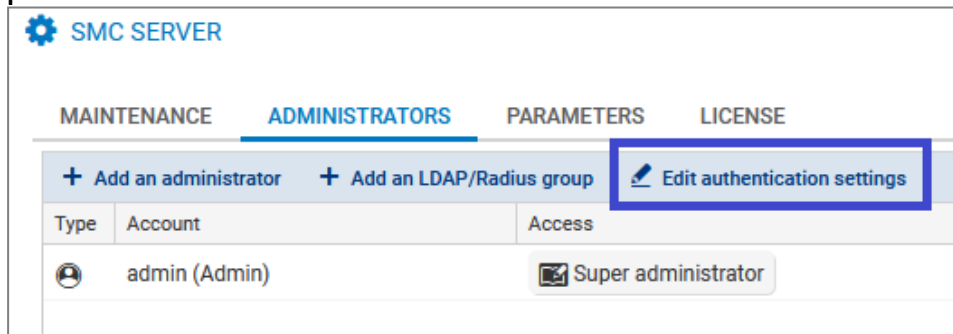 SMC SERVER
MAINTENANCE ADMINISTRATORS PARAMETERS LICENSE
+ Add an administrator + Add an LDAP/Radius group Edit authentication settings
Type Account Access
admin (Admin) Super administrator